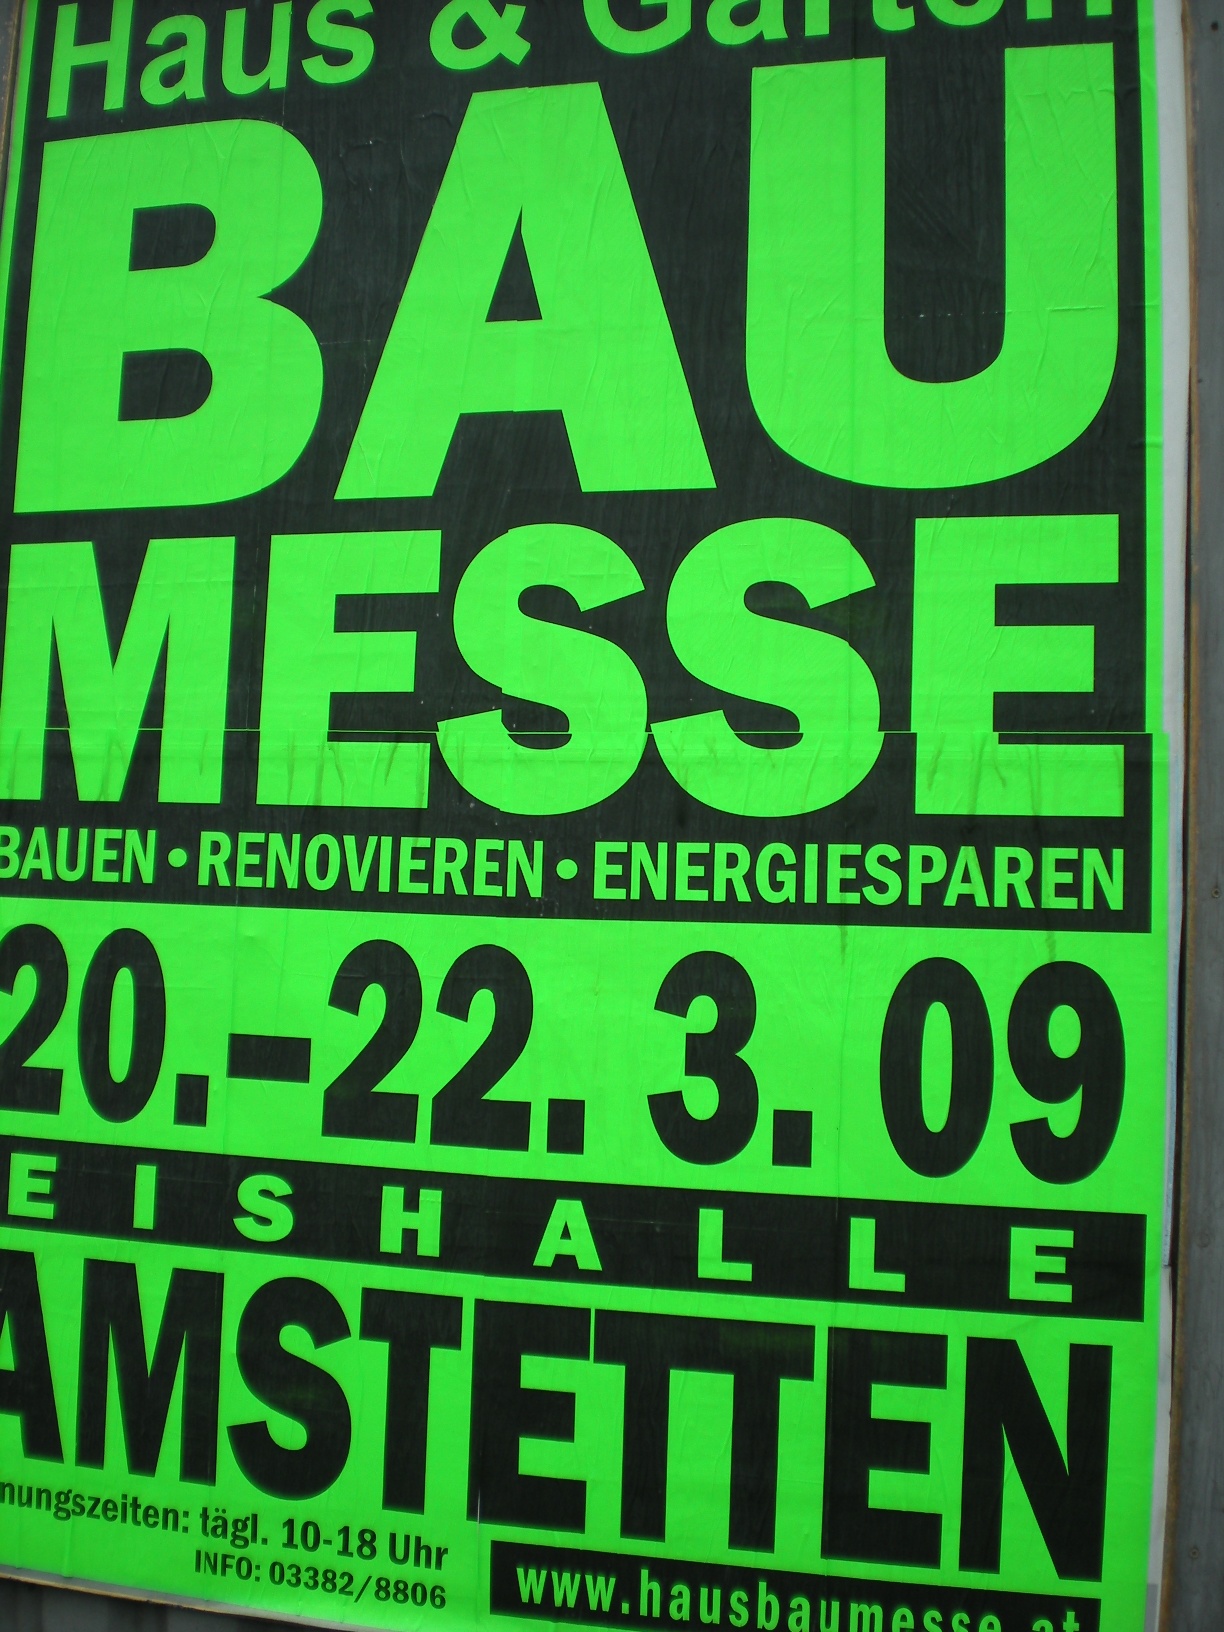 Haus & Garten
BAU
MESSE
BAUEN • RENOVIEREN • ENERGIESPAREN
20.-22. 3. 09
EISHALLE
AMSTETTEN
nungszeiten: tägl. 10-18 Uhr
INFO: 03382/8806
www.hausbaumesse.at